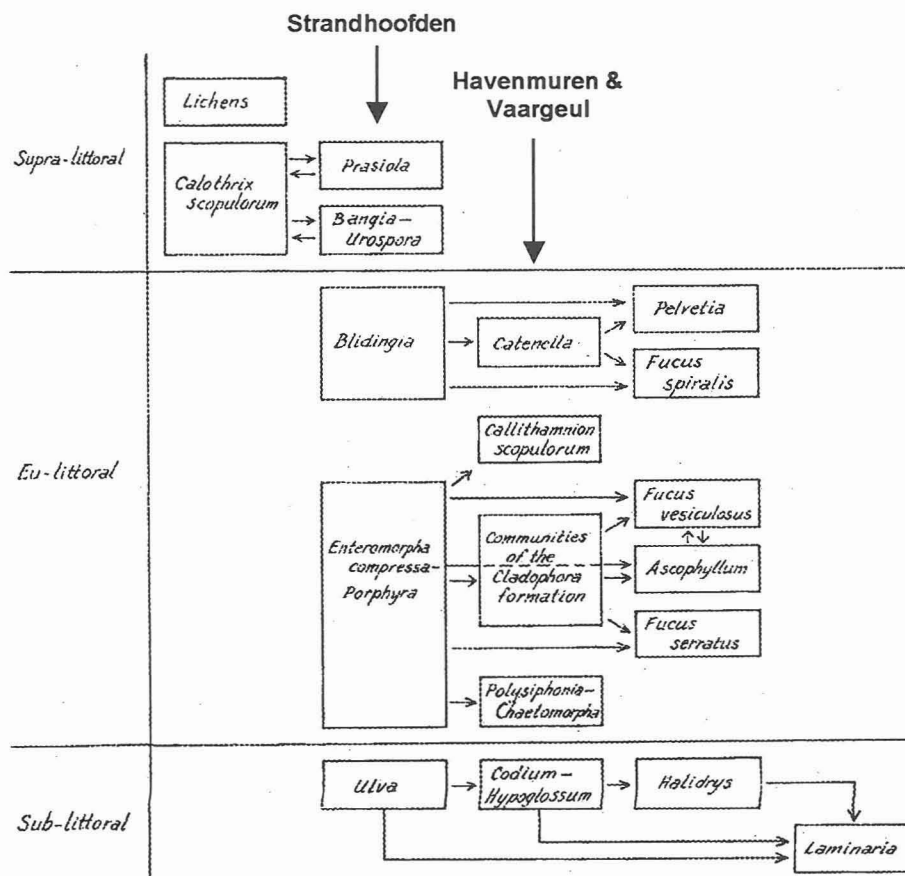 Strandhoofden
Havenmuren &
Vaargeul
Supra-littoral
Lichens
Calothrix
scopulorum
Prasiola
Bangia-
Urospora
Eu-littoral
Blidingia
Catenella
Pelvetia
Fucus
spiralis
Callithamnion
scopulorum
Enteromorpha
compressa-
Porphyra
Communities
of the
Cladophora
formation
Fucus
vesiculosus
Ascophyllum
Fucus
serratus
Polysiphonia-
Chaetomorpha
Sub-littoral
Ulva
Codium-
Hypoglossum
Halidrys
Laminaria